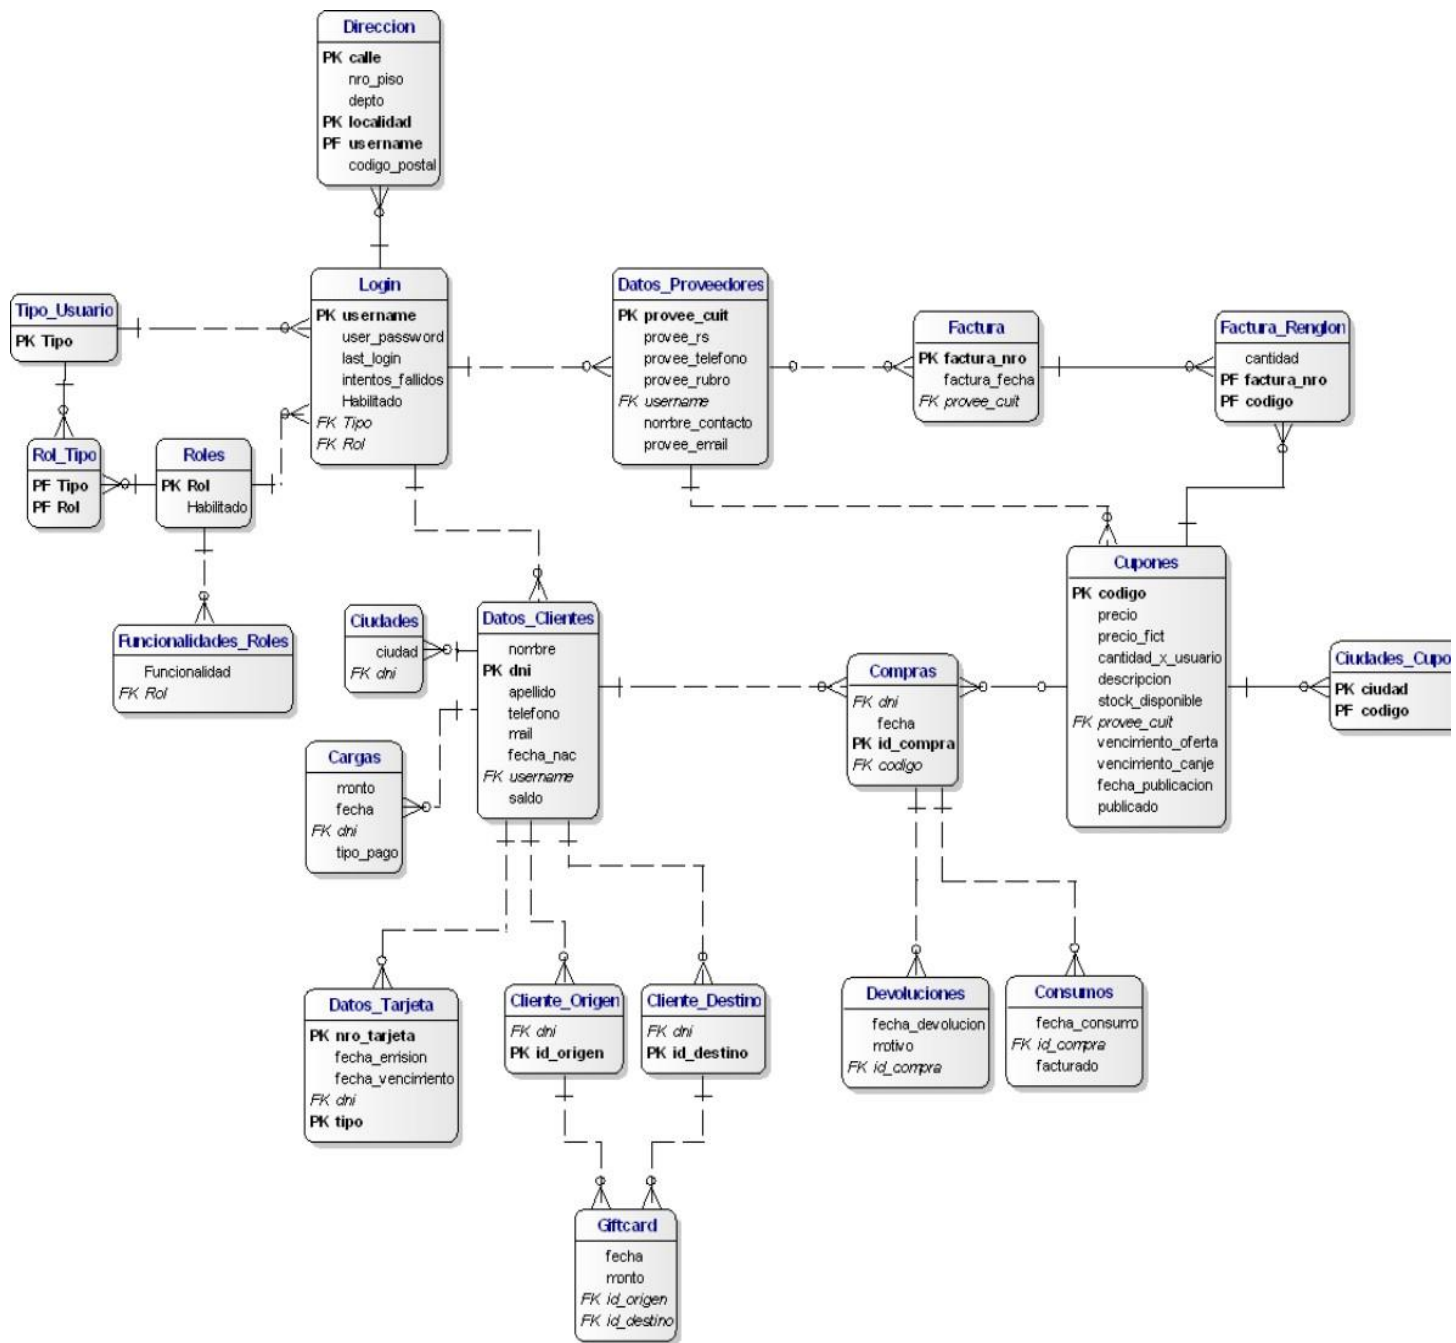 Direccion
PK calle
nro_piso
depto
PK localidad
PF username
codigo_postal
Tipo_Usuario
PK Tipo
Login
PK username
user_password
last_login
intentos_fallidos
Habilitado
FK Tipo
FK Rol
Datos_Proveedores
PK provee_cuit
provee_rs
provee_telefono
provee_rubro
FK username
nombre_contacto
provee_email
Factura
PK factura_nro
factura_fecha
FK provee_cuit
Factura_Renglon
cantidad
PF factura_nro
PF codigo
Rol_Tipo
PF Tipo
PF Rol
Roles
PK Rol
Habilitado
Funcionalidades_Roles
Funcionalidad
FK Rol
Ciudades
ciudad
FK dni
Datos_Clientes
nombre
PK dni
apellido
telefono
mail
fecha_nac
FK username
saldo
Cargas
monto
fecha
FK dni
tipo_pago
Compras
FK dni
fecha
PK id_compra
FK codigo
Cupones
PK codigo
precio
precio_fict
cantidad_x_usuario
descripcion
stock_disponible
FK provee_cuit
vencimiento_oferta
vencimiento_canje
fecha_publicacion
publicado
Ciudades_Cupo
PK ciudad
PF codigo
Datos_Tarjeta
PK nro_tarjeta
fecha_emision
fecha_vencimiento
FK dni
PK tipo
Cliente_Origen
FK dni
PK id_origen
Cliente_Destino
FK dni
PK id_destino
Devoluciones
fecha_devolucion
motivo
FK id_compra
Consumos
fecha_consumo
FK id_compra
facturado
Giftcard
fecha
monto
FK id_origen
FK id_destino